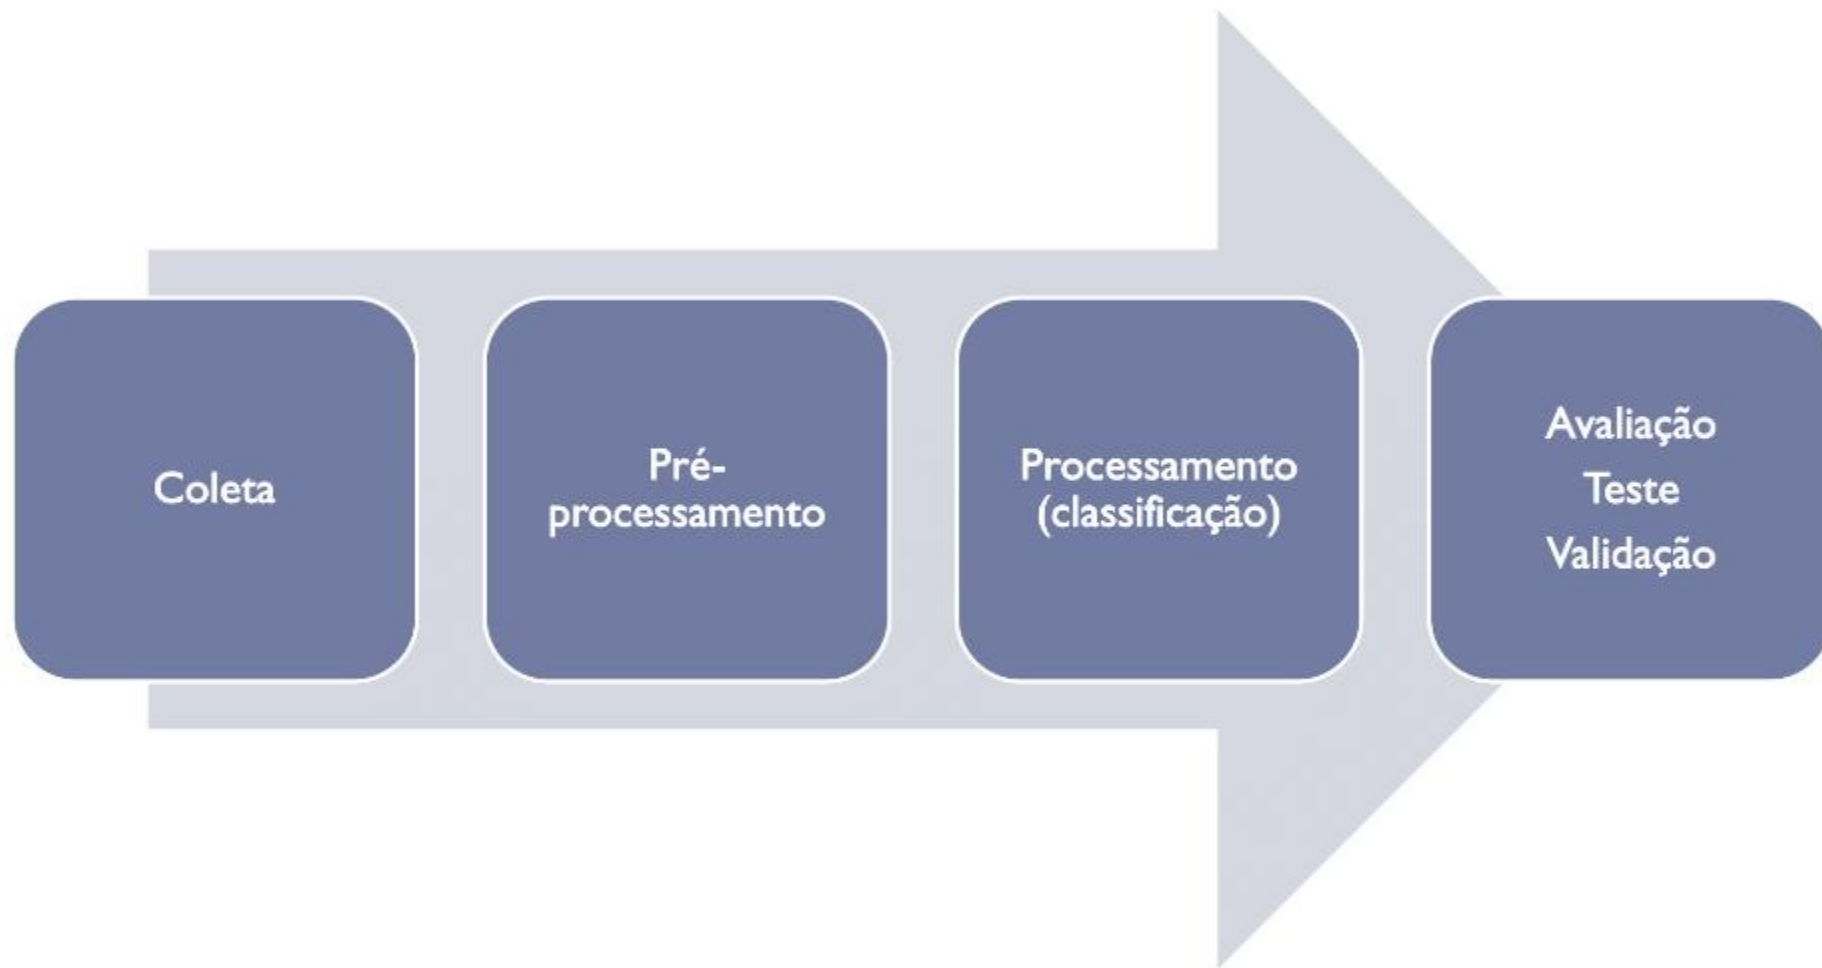 Coleta
Pré-
processamento
Processamento
(classificação)
Avaliação
Teste
Validação